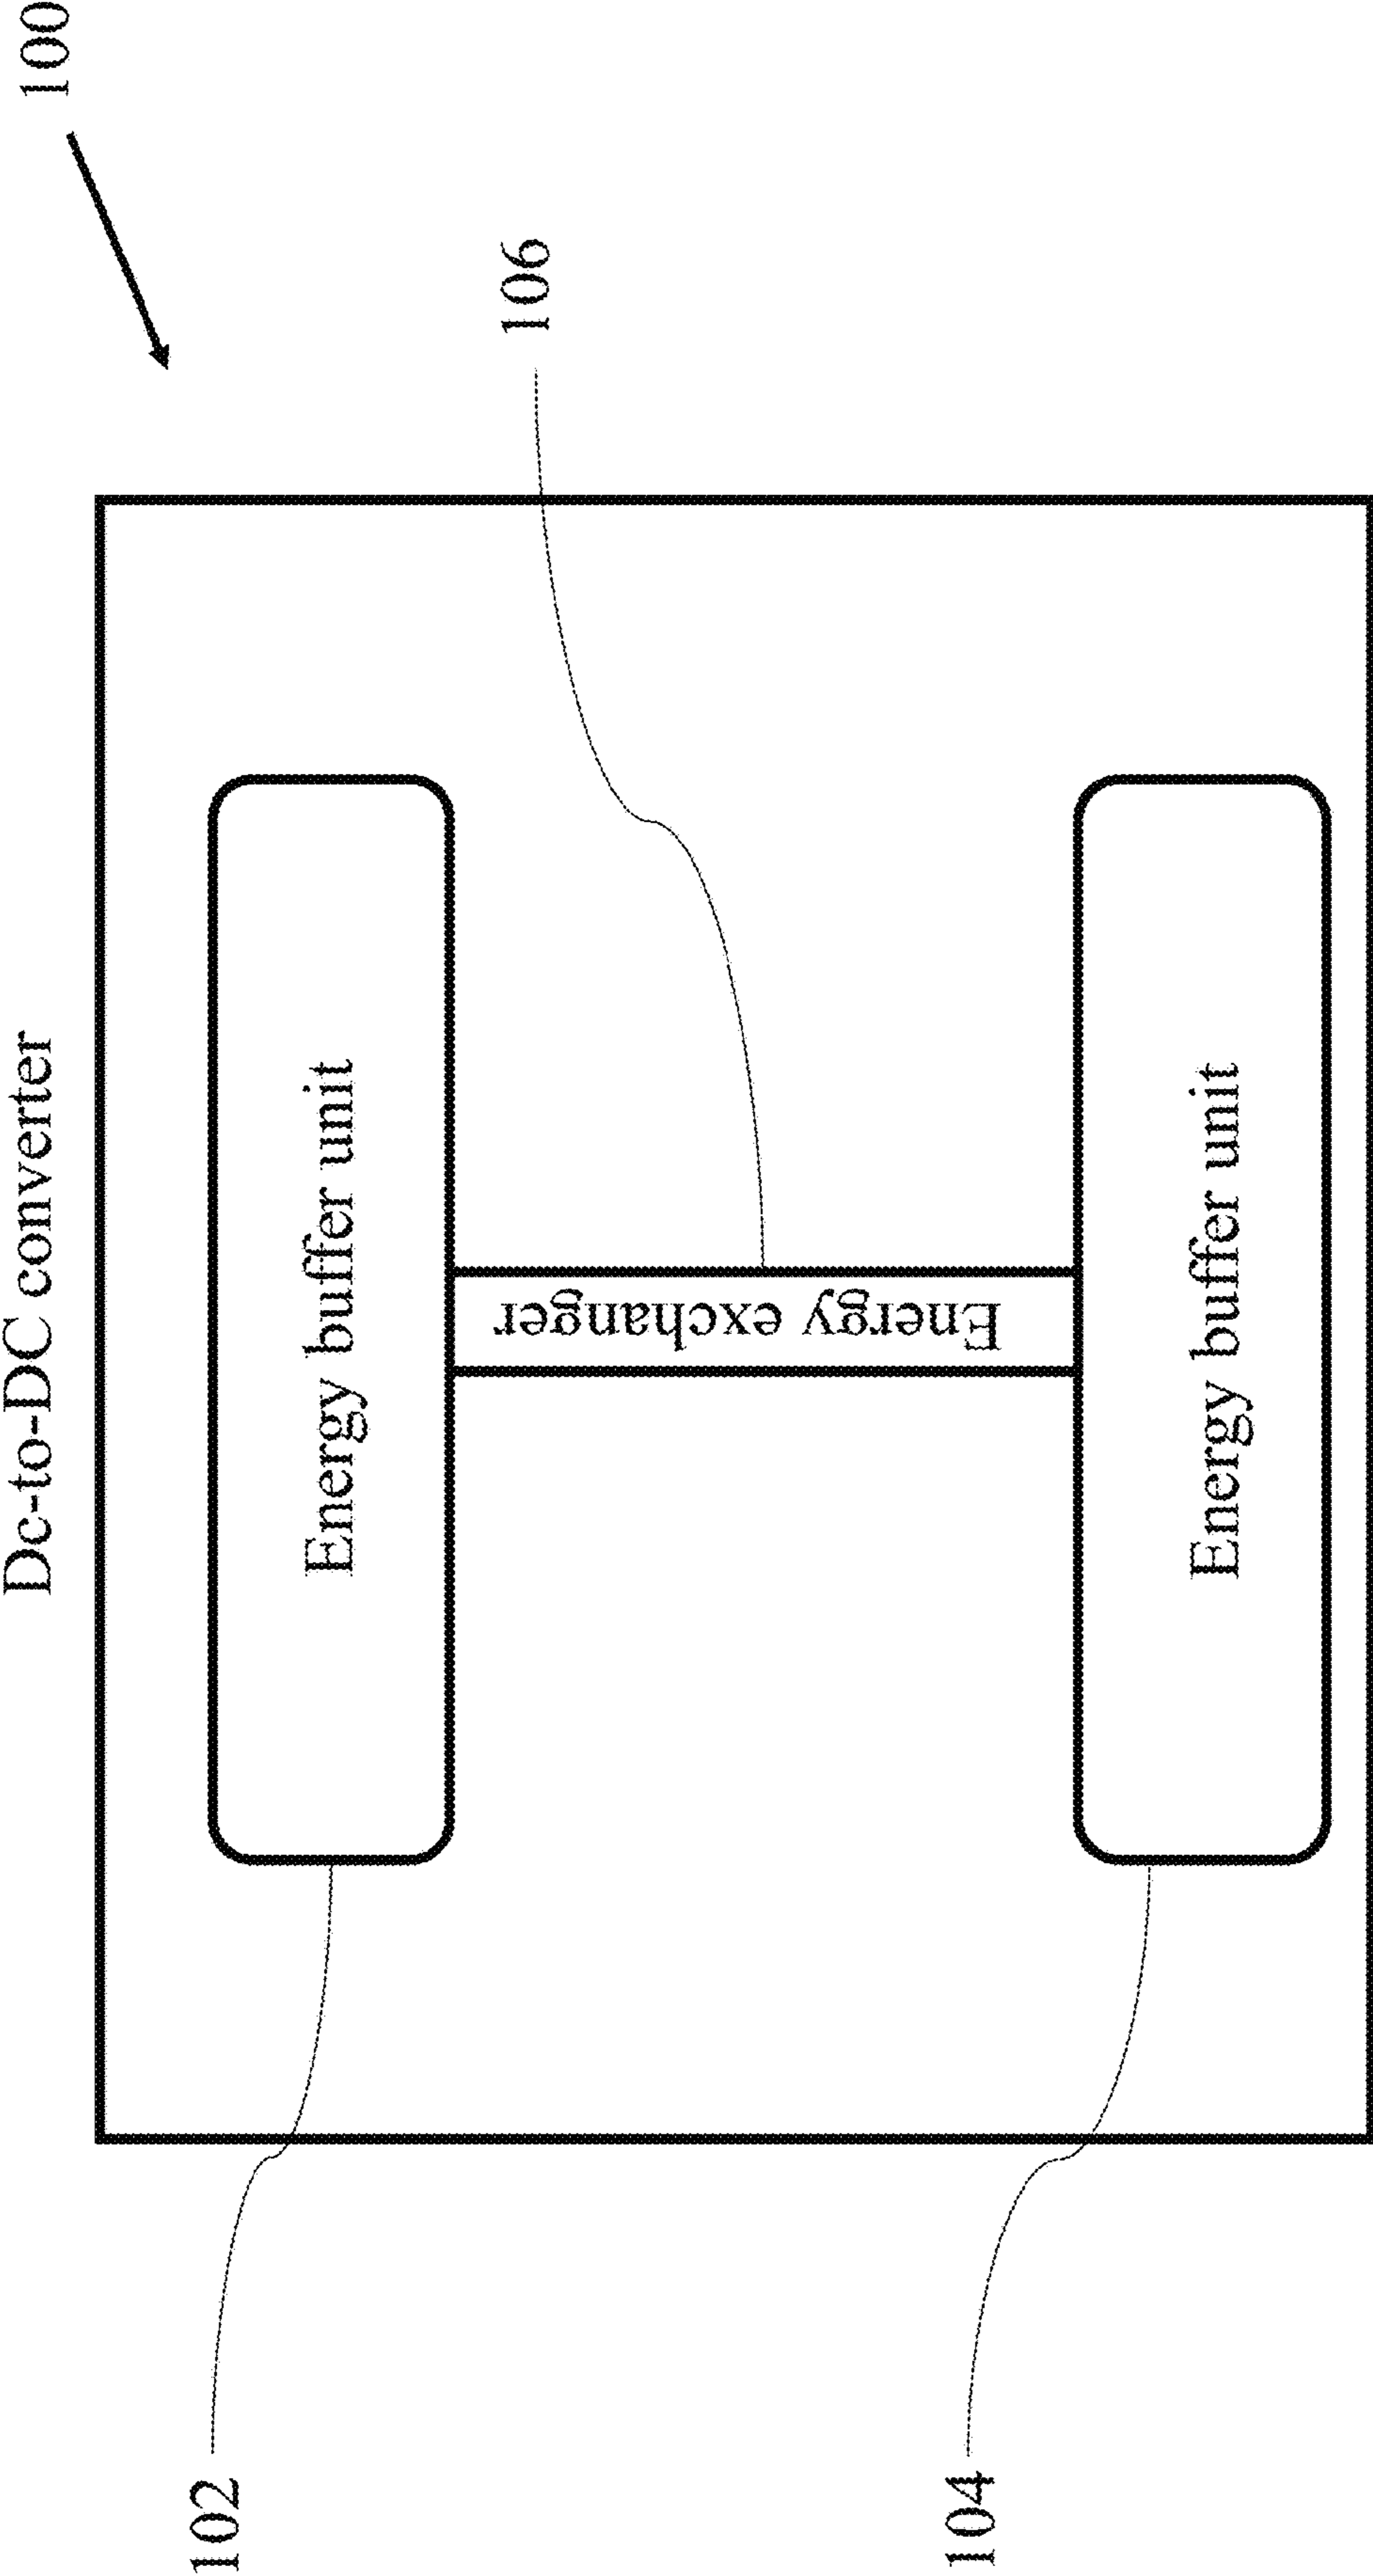 100
Dc-to-DC converter
106
Energy buffer unit
Energy exchanger
Energy buffer unit
102
104